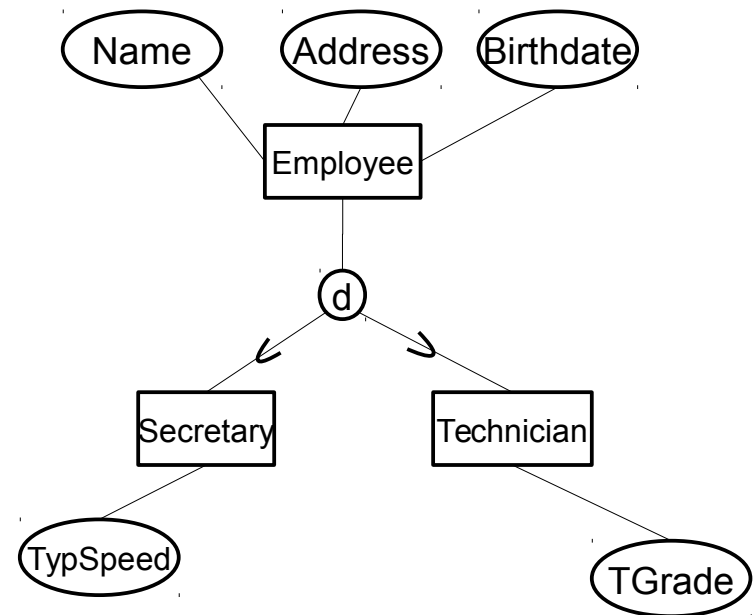 Name
Address
Birthdate
Employee
d
Secretary
Technician
TypSpeed
TGrade